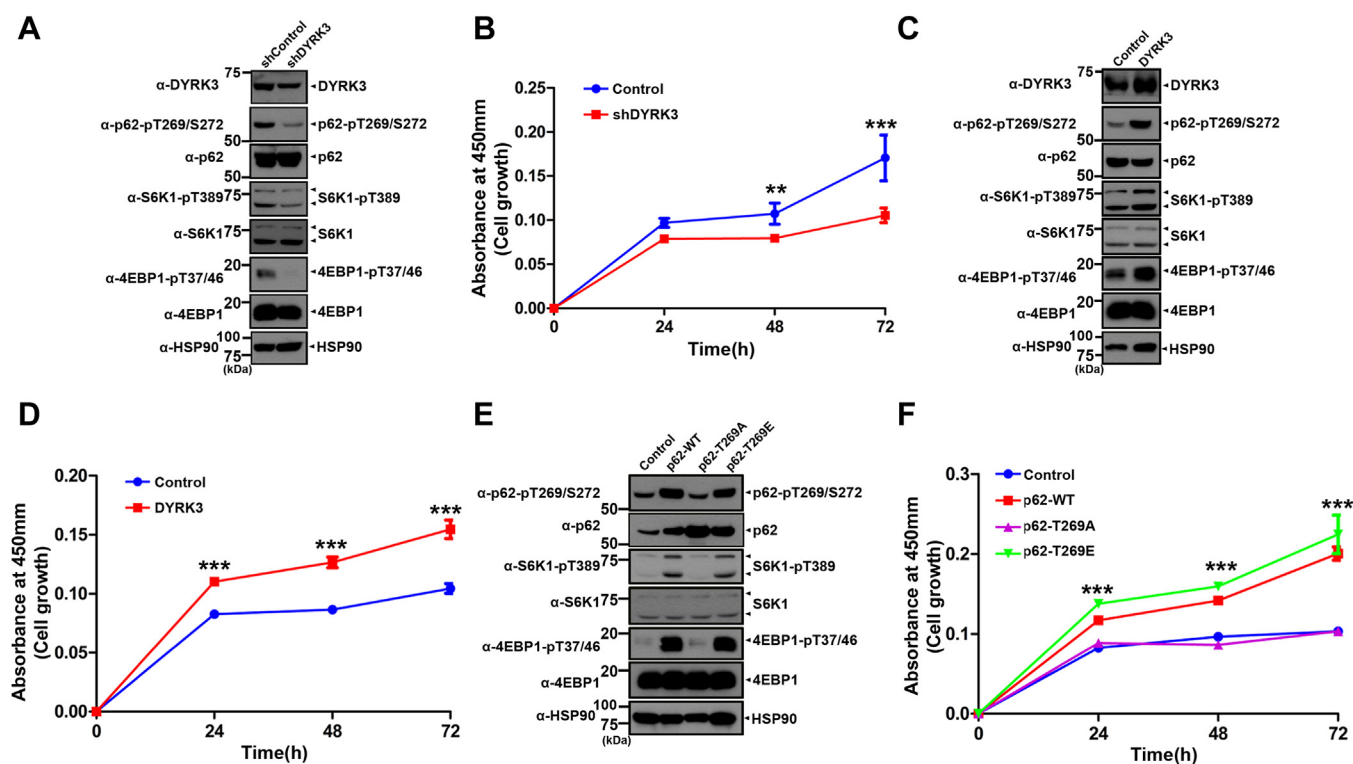 A
shControl
shDYRK3
α-DYRK3
75
DYRK3
α-p62-pT269/S272
50
p62-pT269/S272
α-p62
50
p62
α-S6K1-pT389
75
S6K1-pT389
α-S6K1
75
S6K1
α-4EBP1-pT37/46
20
4EBP1-pT37/46
α-4EBP1
20
4EBP1
α-HSP90
100
75
HSP90
(kDa)
B
Control
shDYRK3
Absorbance at 450mm
(Cell growth)
0.25
0.20
0.15
0.10
0.05
0.00
**
***
0
24
48
72
Time(h)
C
Control
DYRK3
α-DYRK3
75
DYRK3
α-p62-pT269/S272
50
p62-pT269/S272
α-p62
50
p62
α-S6K1-pT389
75
S6K1-pT389
α-S6K1
75
S6K1
α-4EBP1-pT37/46
20
4EBP1-pT37/46
α-4EBP1
20
4EBP1
α-HSP90
100
75
HSP90
(kDa)
D
Control
DYRK3
Absorbance at 450mm
(Cell growth)
0.20
0.15
0.10
0.05
0.00
***
***
***
0
24
48
72
Time(h)
E
Control
p62-WT
p62-T269A
p62-T269E
α-p62-pT269/S272
50
p62-pT269/S272
α-p62
50
p62
α-S6K1-pT389
75
S6K1-pT389
α-S6K1
75
S6K1
α-4EBP1-pT37/46
20
4EBP1-pT37/46
α-4EBP1
20
4EBP1
α-HSP90
100
75
HSP90
(kDa)
F
Control
p62-WT
p62-T269A
p62-T269E
Absorbance at 450mm
(Cell growth)
0.3
0.2
0.1
0.0
***
***
***
0
24
48
72
Time(h)